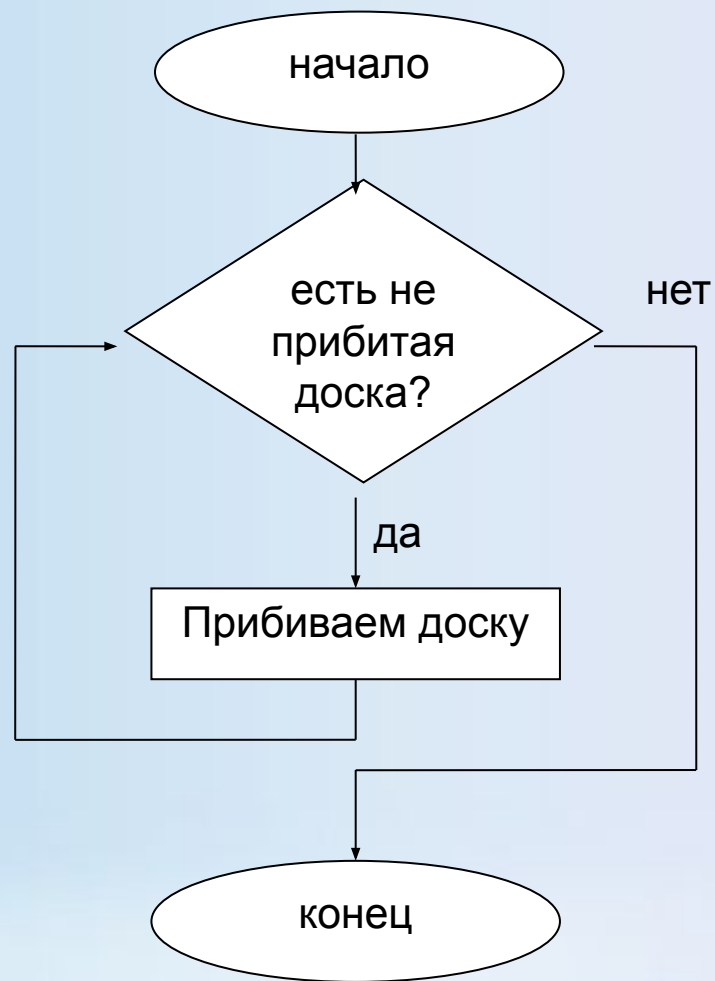 начало
есть не
прибитая
доска?
нет
да
Прибиваем доску
конец